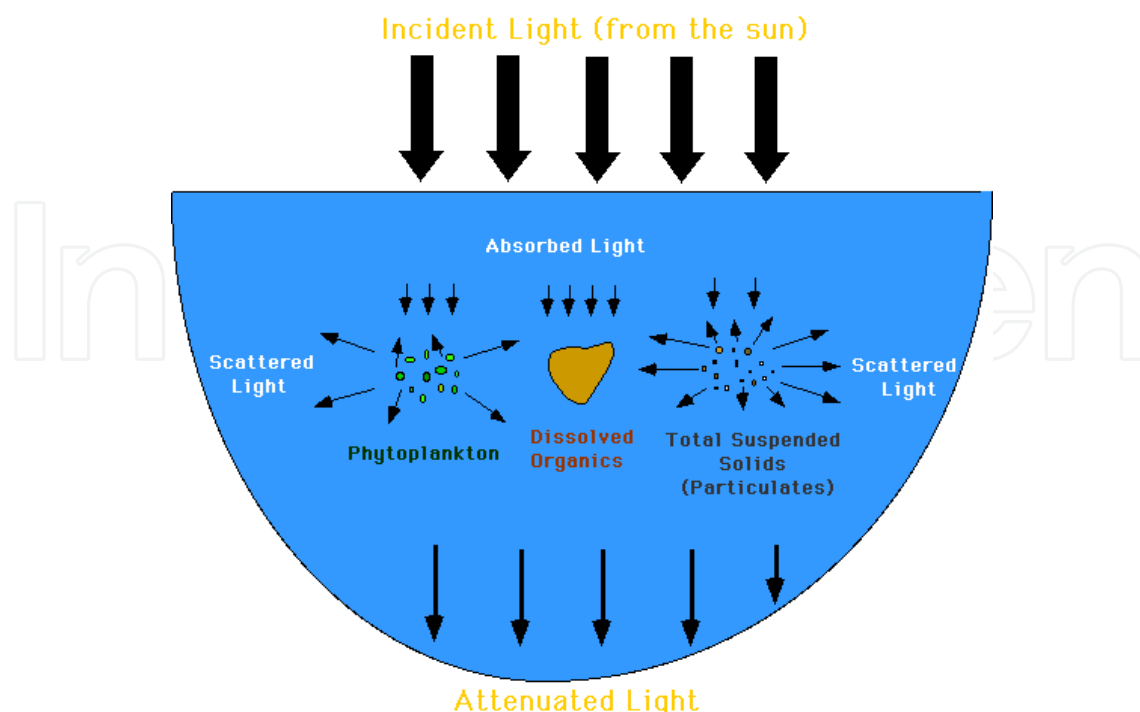 Incident Light (from the sun)
Absorbed Light
Scattered
Light
Scattered
Light
Phytoplankton
Dissolved
Organics
Total Suspended
Solids
(Particulates)
Attenuated Light